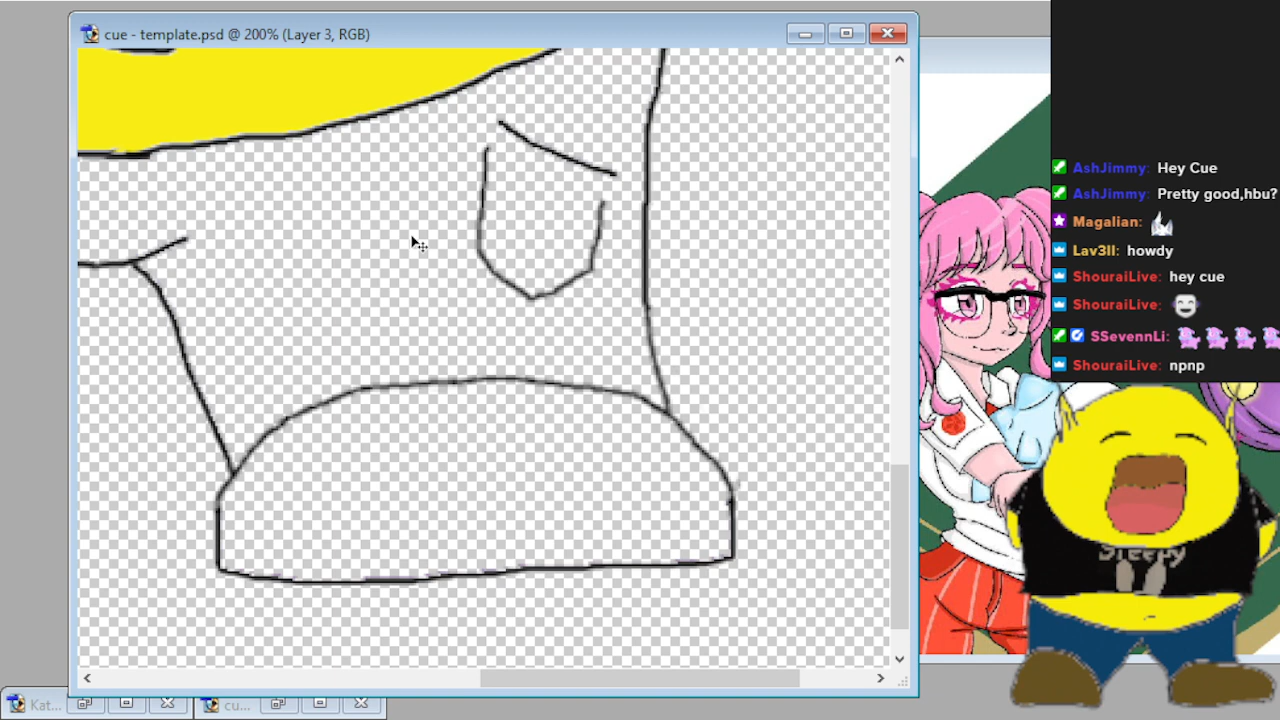 cue - template.psd @ 200% (Layer 3, RGB)
AshJimmy: Hey Cue
AshJimmy: Pretty good,hbu?
Magalian:
Lav3ll: howdy
ShouraiLive: hey cue
ShouraiLive:
SSevennLi:
ShouraiLive: npnp
Sleepy
Kat...
cu...